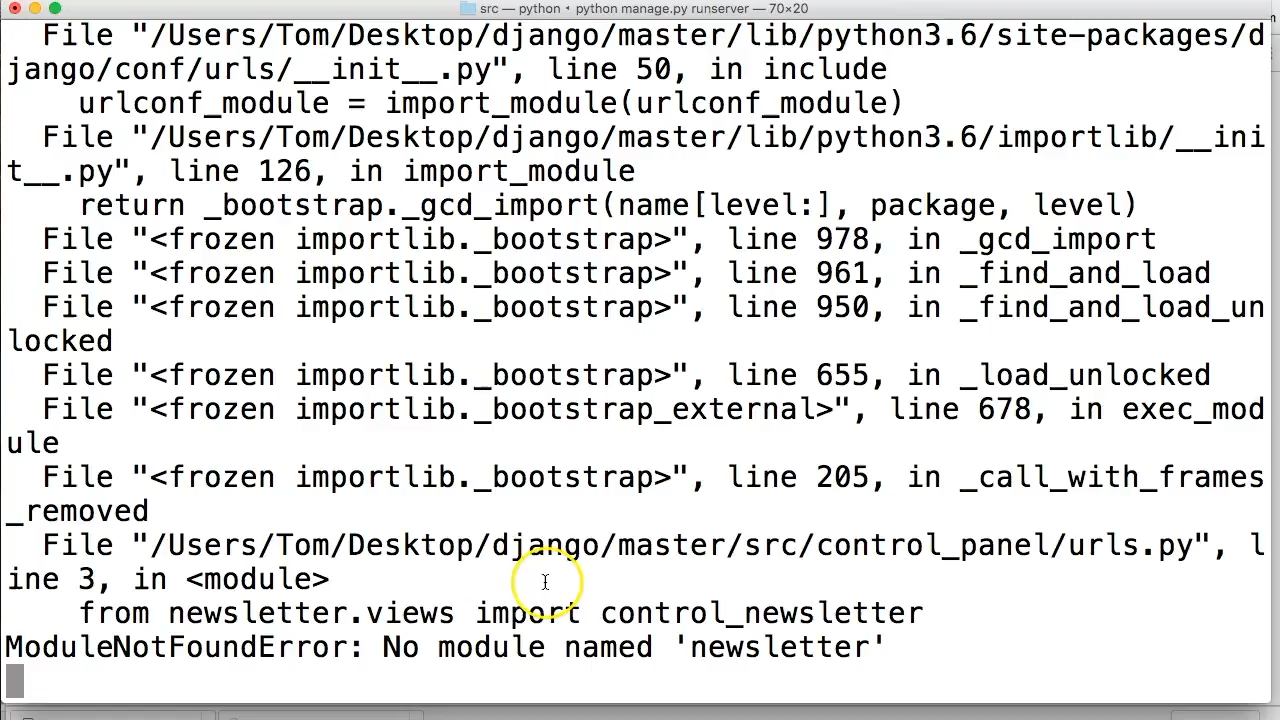 src — python • python manage.py runserver — 70×20
  File "/Users/Tom/Desktop/django/master/lib/python3.6/site-packages/d
jango/conf/urls/__init__.py", line 50, in include
    urlconf_module = import_module(urlconf_module)
  File "/Users/Tom/Desktop/django/master/lib/python3.6/importlib/__ini
t__.py", line 126, in import_module
    return _bootstrap._gcd_import(name[level:], package, level)
  File "<frozen importlib._bootstrap>", line 978, in _gcd_import
  File "<frozen importlib._bootstrap>", line 961, in _find_and_load
  File "<frozen importlib._bootstrap>", line 950, in _find_and_load_un
locked
  File "<frozen importlib._bootstrap>", line 655, in _load_unlocked
  File "<frozen importlib._bootstrap_external>", line 678, in exec_mod
ule
  File "<frozen importlib._bootstrap>", line 205, in _call_with_frames
_removed
  File "/Users/Tom/Desktop/django/master/src/control_panel/urls.py", l
ine 3, in <module>
    from newsletter.views import control_newsletter
ModuleNotFoundError: No module named 'newsletter'